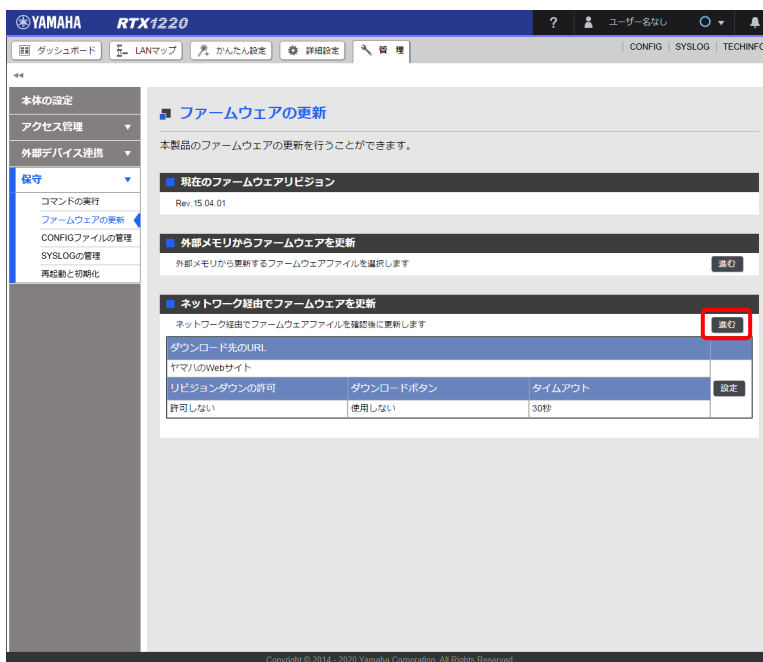 YAMAHA RTX1220 ? ユーザー名なし
ダッシュボード LANマップ かんたん設定 詳細設定 管理 CONFIG SYSLOG TECHINFO
本体の設定
アクセス管理
外部デバイス連携
保守
コマンドの実行
ファームウェアの更新
CONFIGファイルの管理
SYSLOGの管理
再起動と初期化
ファームウェアの更新
本製品のファームウェアの更新を行うことができます。
現在のファームウェアリビジョン
Rev.15.04.01
外部メモリからファームウェアを更新
外部メモリから更新するファームウェアファイルを選択します 進む
ネットワーク経由でファームウェアを更新
ネットワーク経由でファームウェアファイルを確認後に更新します 進む
ダウンロード先のURL
ヤマハのWebサイト
リビジョンダウンの許可 ダウンロードボタン タイムアウト 設定
許可しない 使用しない 30秒
Copyright © 2014 - 2020 Yamaha Corporation. All Rights Reserved.